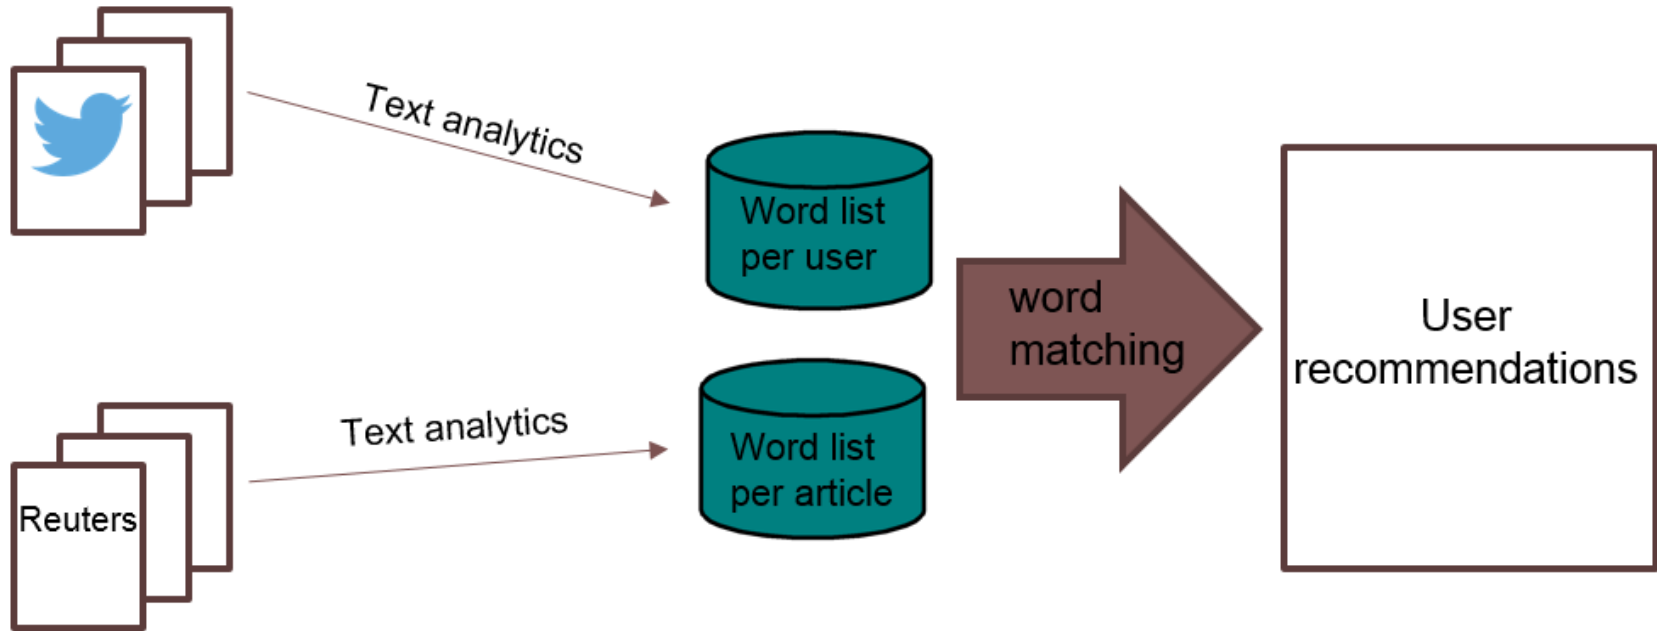 Text analytics
Word list
per user
word
matching
User
recommendations
Text analytics
Word list
per article
Reuters